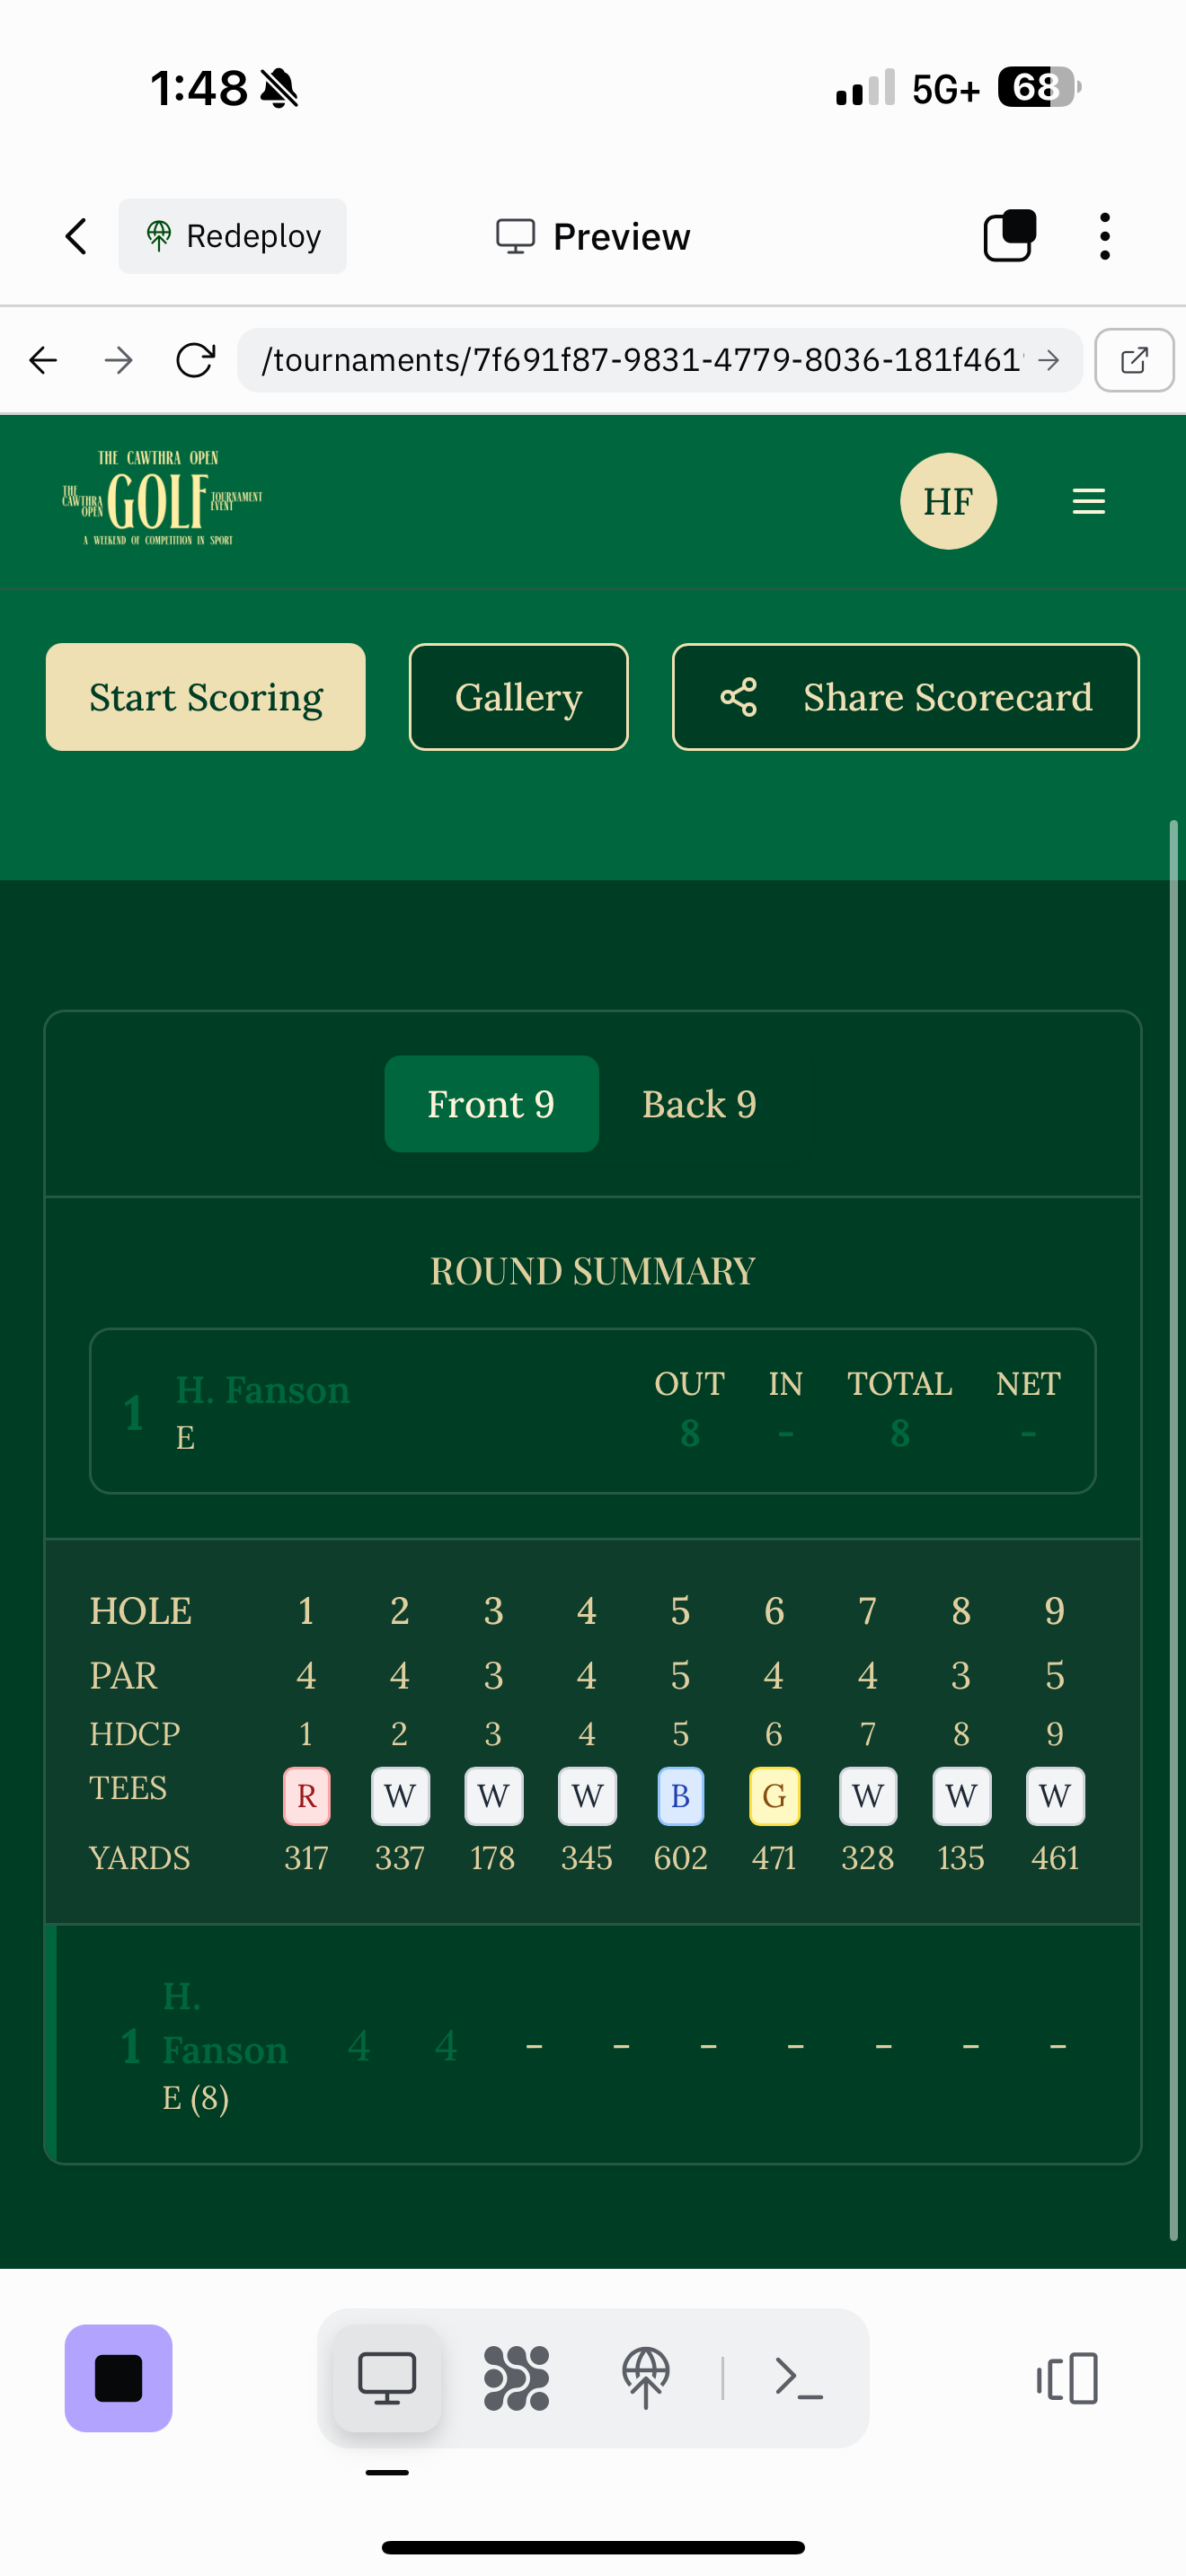 1:48
5G+ 68
Redeploy
Preview
/tournaments/7f691f87-9831-4779-8036-181f461
THE CAWTHRA OPEN
THE CAWTHRA OPEN GOLF TOURNAMENT EVENT
A WEEKEND OF COMPETITION IN SPORT
HF
Start Scoring
Gallery
Share Scorecard
Front 9
Back 9
ROUND SUMMARY
1 H. Fanson E
OUT IN TOTAL NET
8 - 8 -
HOLE 1 2 3 4 5 6 7 8 9
PAR 4 4 3 4 5 4 4 3 5
HDCP 1 2 3 4 5 6 7 8 9
TEES R W W W B G W W W
YARDS 317 337 178 345 602 471 328 135 461
H.
1 Fanson 4 4 - - - - - - -
E (8)